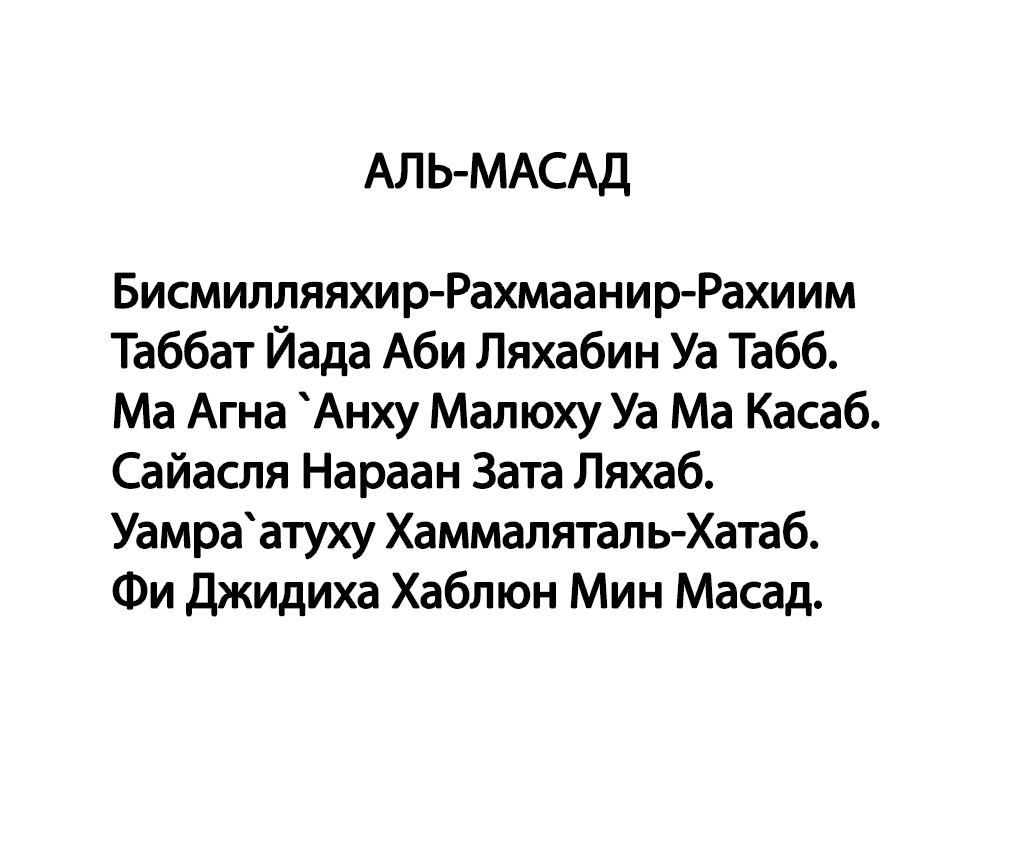 АЛЬ-МАСАД
Бисмилляяхир-Рахмаанир-Рахиим
Таббат Йада Аби Ляхабин Уа Табб.
Ма Агна `Анху Малюху Уа Ма Касаб.
Сайасля Нараан Зата Ляхаб.
Уамра`атуху Хаммаляталь-Хатаб.
Фи Джидиха Хаблюн Мин Масад.